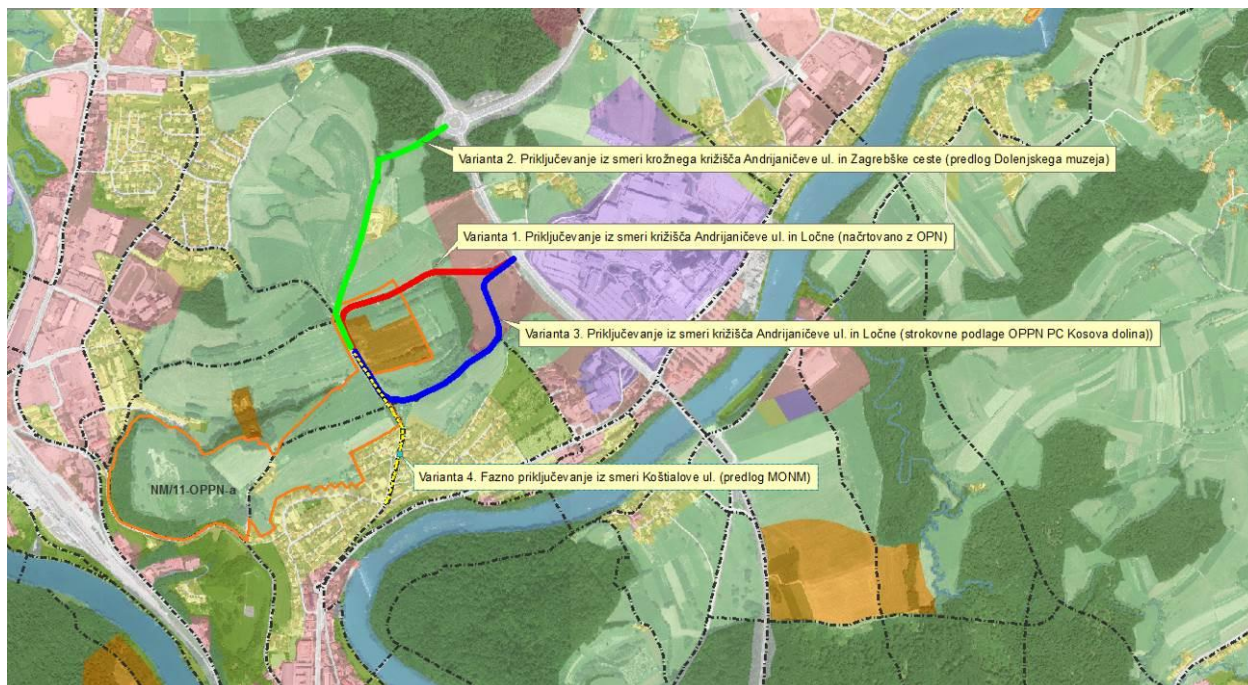 Varianta 2. Priključevanje iz smeri krožnega križišča Andrijaničeve ul. in Zagrebške ceste (predlog Dolenjskega muzeja)
Varianta 1. Priključevanje iz smeri križišča Andrijaničeve ul. in Ločne (načrtovano z OPN)
Varianta 3. Priključevanje iz smeri križišča Andrijaničeve ul. in Ločne (strokovne podlage OPPN PC Kosova dolina))
Varianta 4. Fazno priključevanje iz smeri Koštialove ul. (predlog MONM)
NM/11-OPPN-a